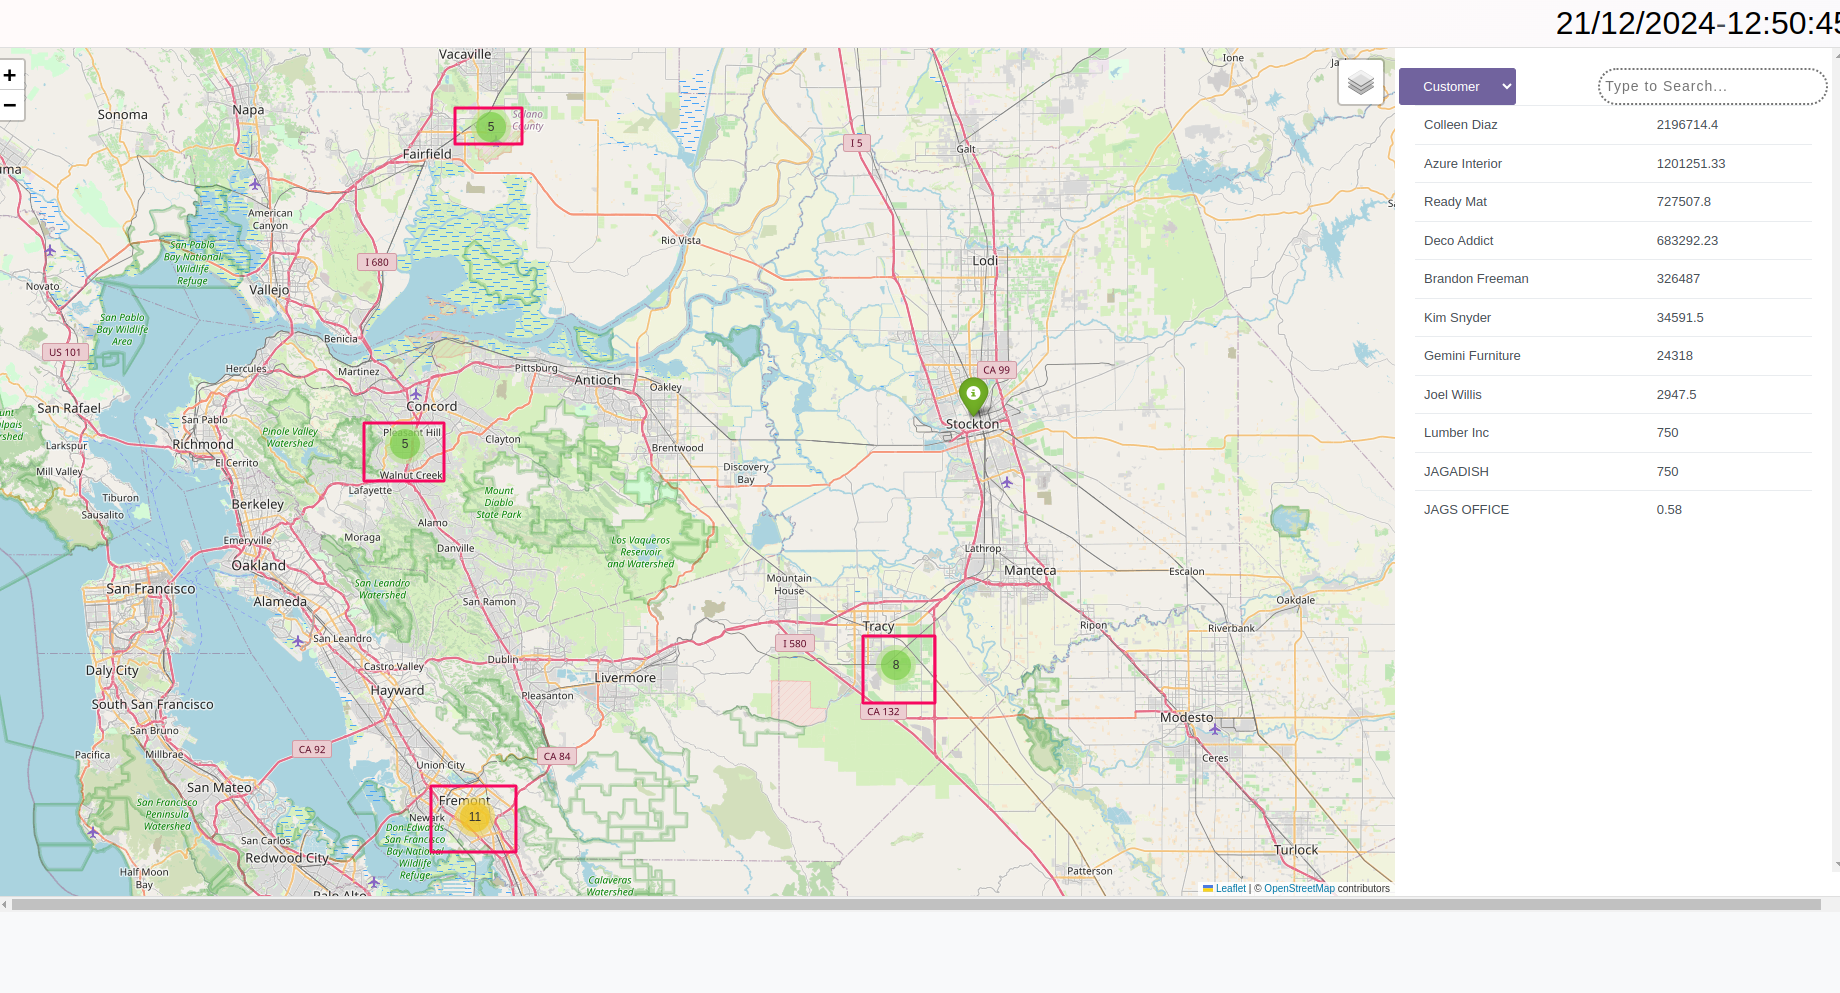 21/12/2024-12:50:45
+
−
Vacaville
Ione
Sonoma
Napa
5
Solano
County
Fairfield
I 5
Galt
American
Canyon
San Pablo
Bay National
Wildlife
Refuge
Rio Vista
I 680
Lodi
Novato
Vallejo
San Pablo
Bay Wildlife
Area
US 101
Benicia
Hercules
Martinez
Pittsburg
Antioch
Oakley
CA 99
San Rafael
Concord
San Pablo
Stockton
Pinole Valley
Watershed
Pleasant Hill
5
Clayton
Larkspur
Richmond
Brentwood
El Cerrito
Mill Valley
Walnut Creek
Discovery
Bay
Lafayette
Tiburon
Mount
Diablo
State Park
Berkeley
Sausalito
Alamo
Moraga
Emeryville
Danville
Los Vaqueros
Reservoir
and Watershed
Lathrop
Oakland
Manteca
Escalon
San Francisco
San Leandro
Watershed
Mountain
House
Alameda
San Ramon
Oakdale
Tracy
Ripon
Riverbank
San Leandro
I 580
Castro Valley
Dublin
8
Daly City
Livermore
Hayward
Pleasanton
South San Francisco
CA 132
Modesto
San Bruno
CA 92
Pacifica
Millbrae
CA 84
Union City
Ceres
San Mateo
Fremont
San Francisco
Peninsula
Watershed
Newark
11
Don Edwards
San Francisco
Bay National
Wildlife
Refuge
San Carlos
Redwood City
Turlock
Half Moon
Bay
Patterson
Calaveras
Watershed
Palo Alto
Leaflet | © OpenStreetMap contributors
Customer
Type to Search...
Colleen Diaz 2196714.4
Azure Interior 1201251.33
Ready Mat 727507.8
Deco Addict 683292.23
Brandon Freeman 326487
Kim Snyder 34591.5
Gemini Furniture 24318
Joel Willis 2947.5
Lumber Inc 750
JAGADISH 750
JAGS OFFICE 0.58